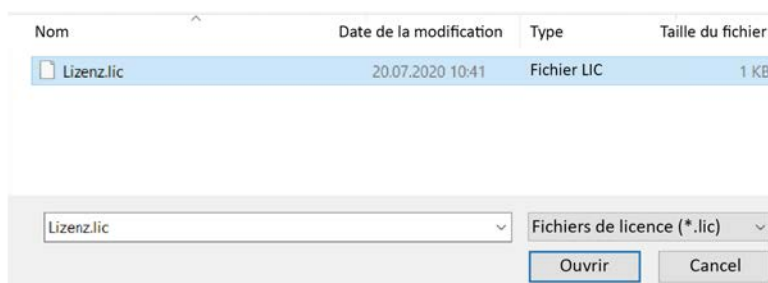 Nom Date de la modification Type Taille du fichier
Lizenz.lic 20.07.2020 10:41 Fichier LIC 1 KB
Lizenz.lic Fichiers de licence (*.lic)
Ouvrir Cancel